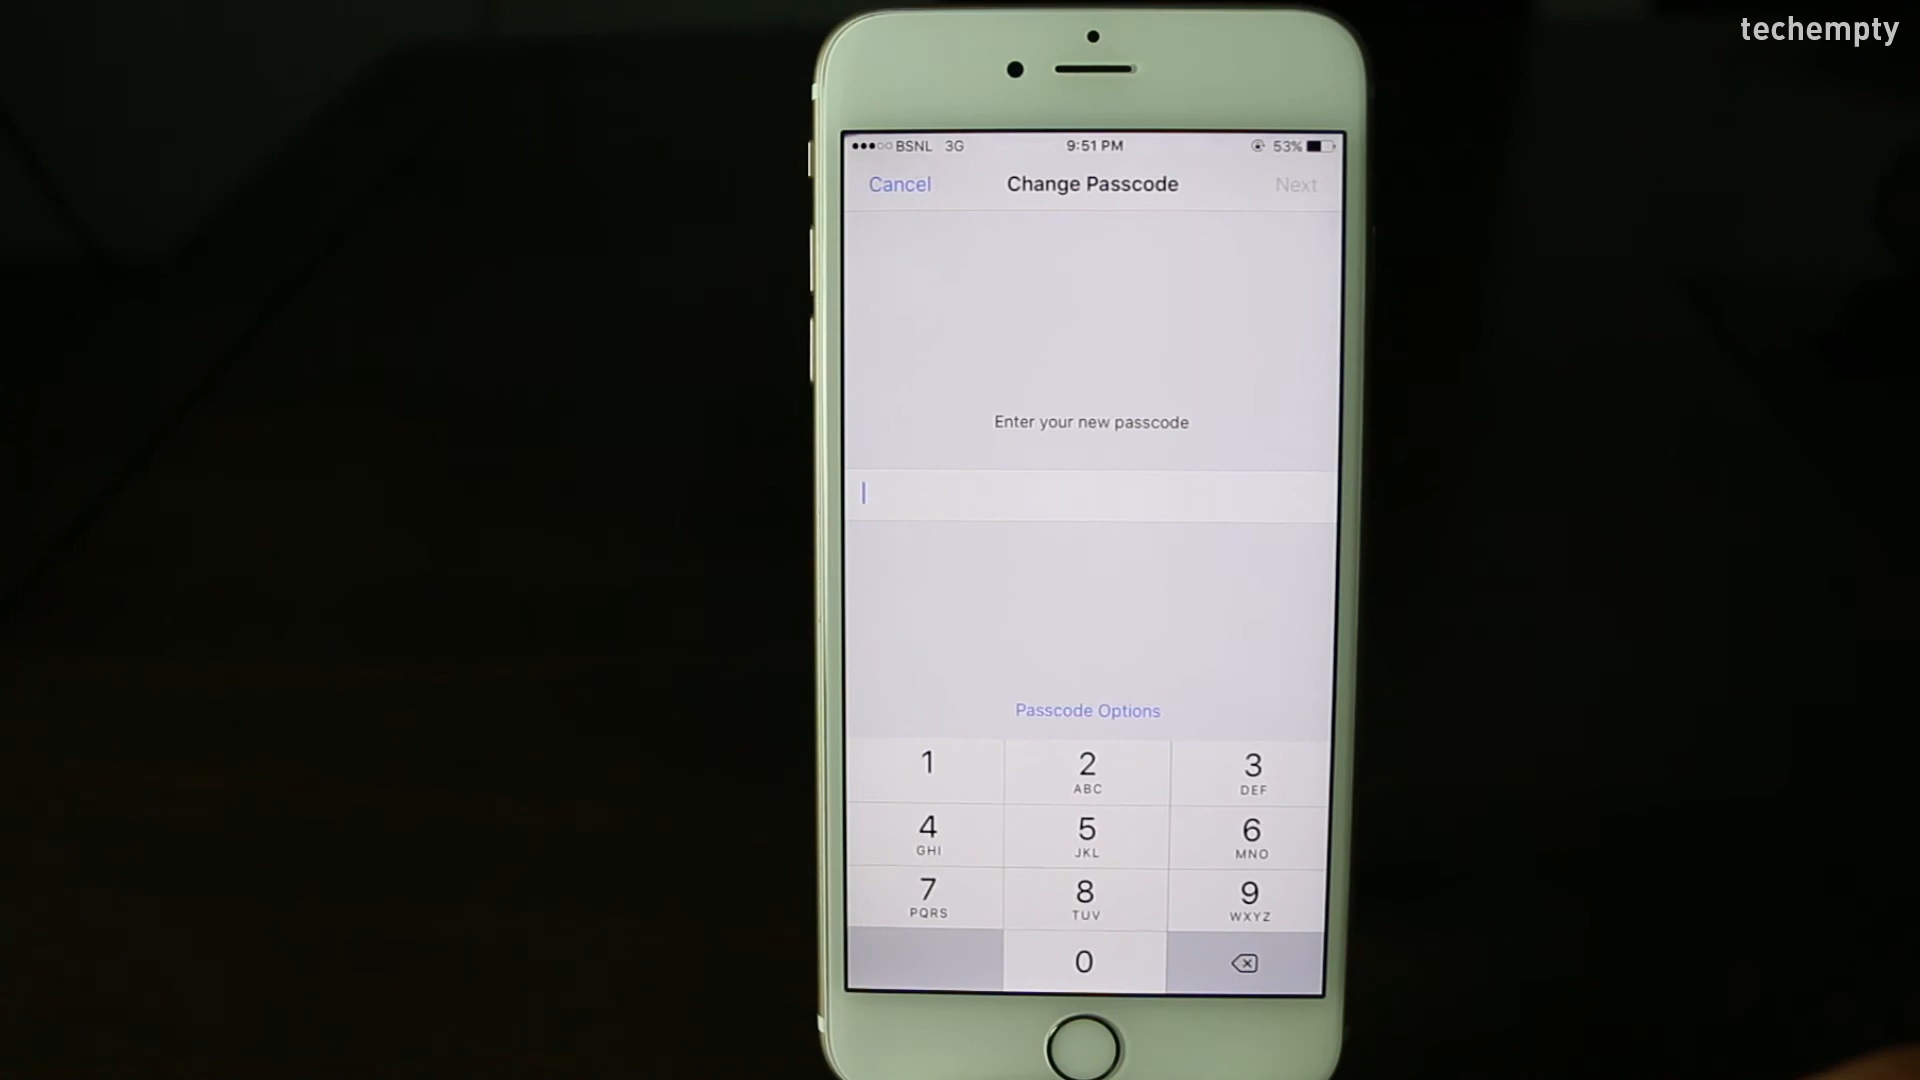 techempty
BSNL 3G 9:51 PM 53%
Cancel Change Passcode Next
Enter your new passcode
Passcode Options
1 2 3
ABC DEF
4 5 6
GHI JKL MNO
7 8 9
PQRS TUV WXYZ
0